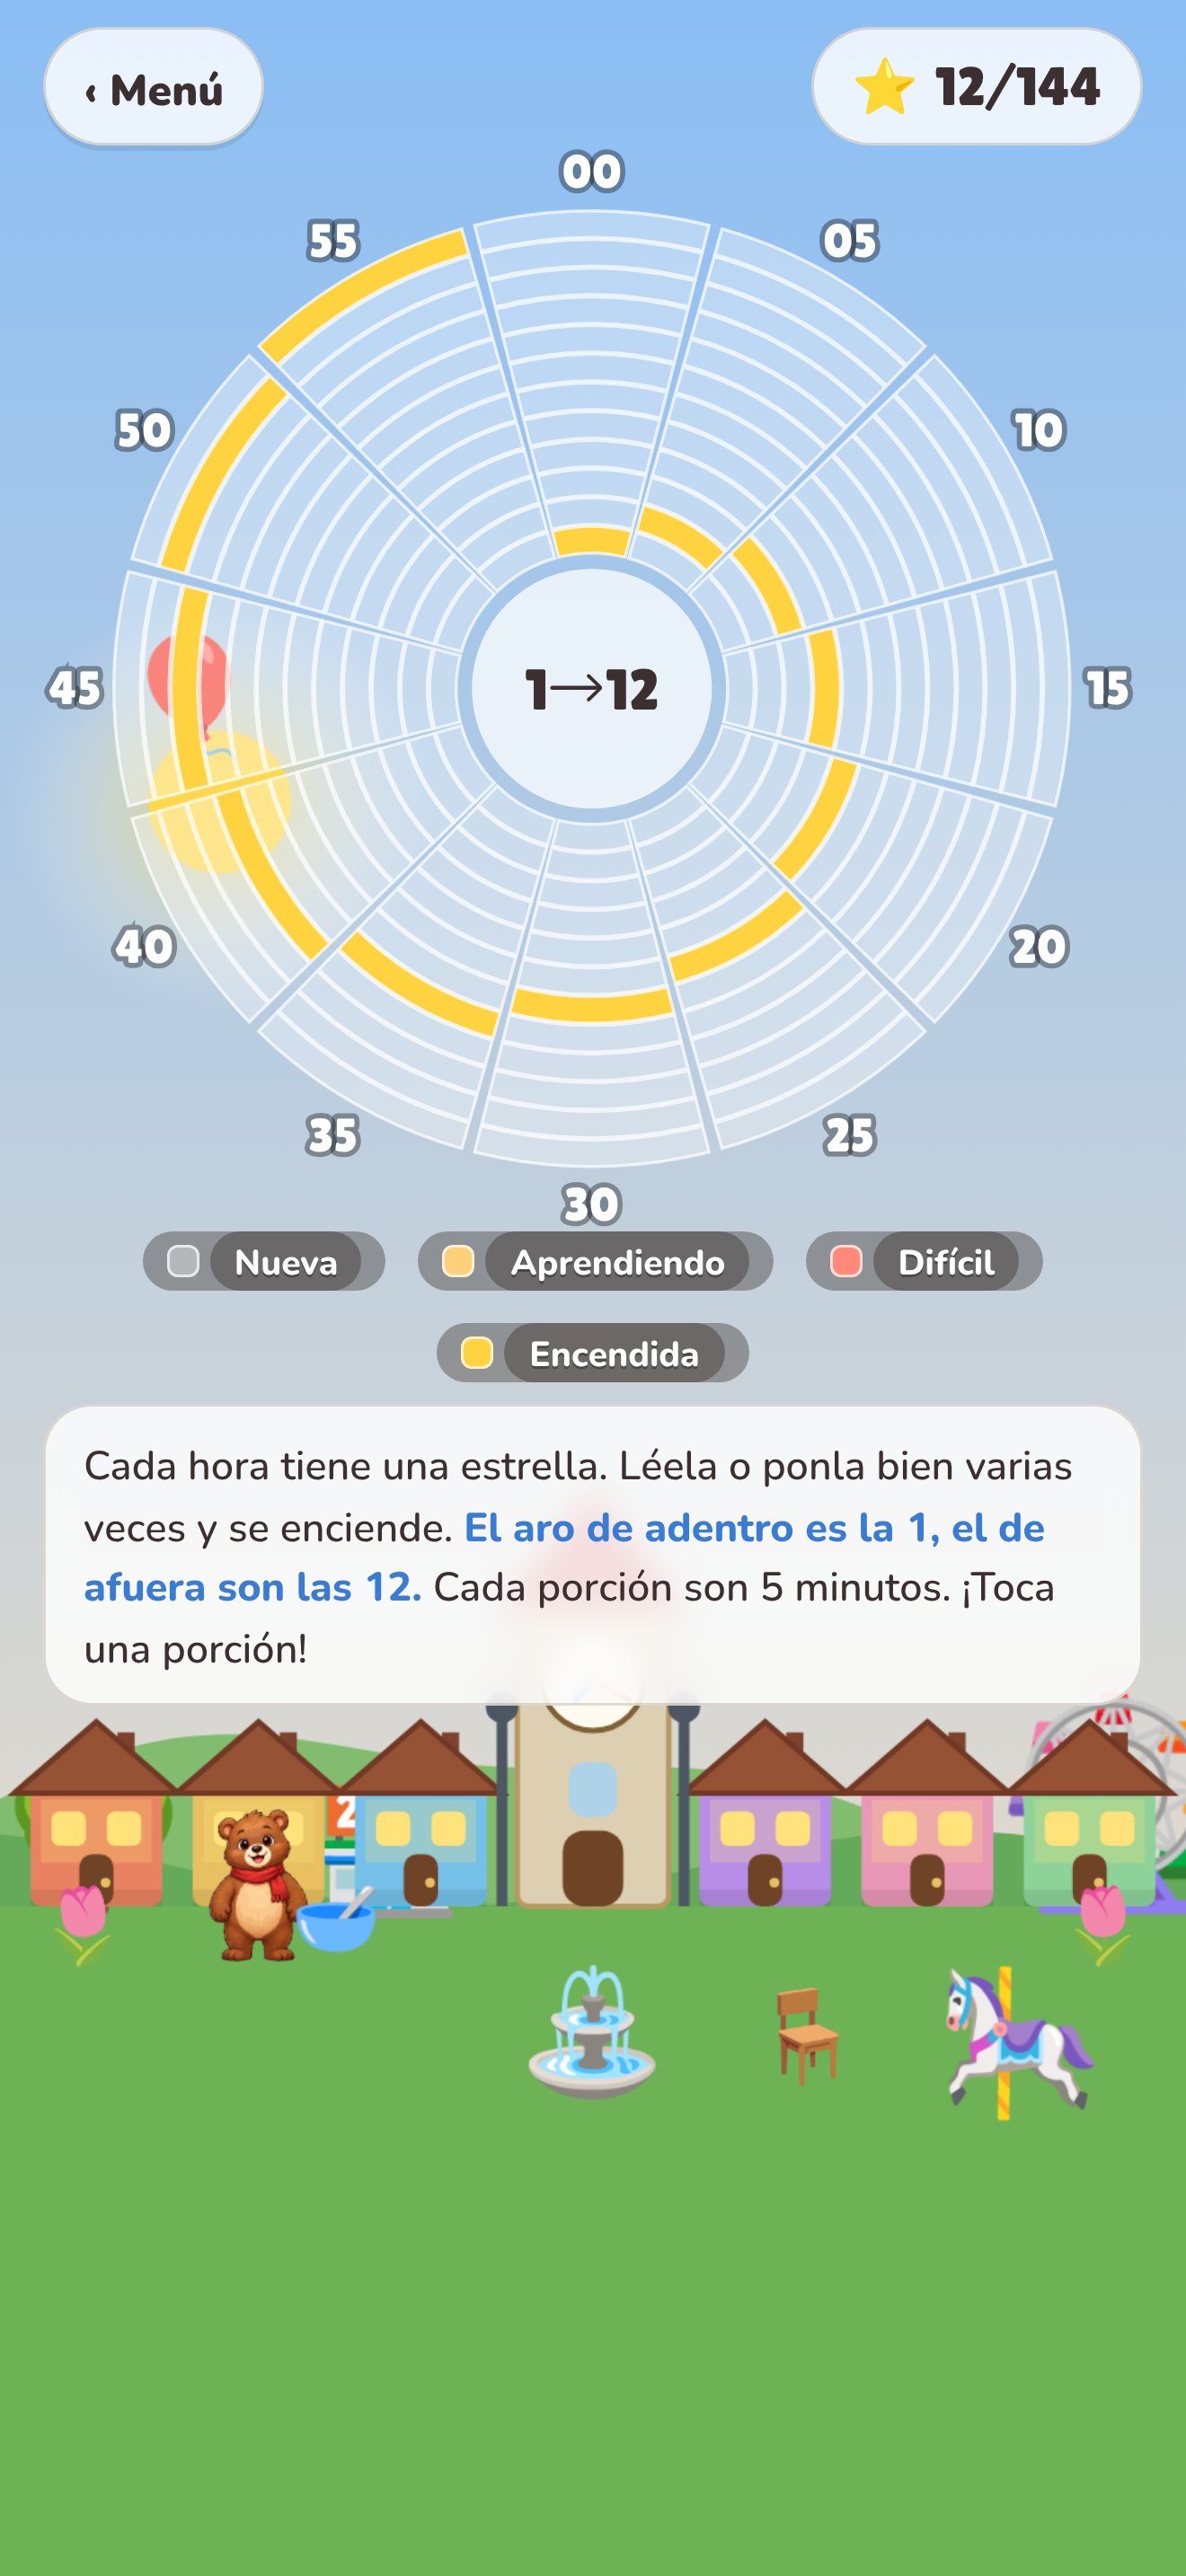 ‹ Menú
12/144
00
55
05
50
10
45
1→12
15
40
20
35
25
30
Nueva
Aprendiendo
Difícil
Encendida
Cada hora tiene una estrella. Léela o ponla bien varias
veces y se enciende. El aro de adentro es la 1, el de
afuera son las 12. Cada porción son 5 minutos. ¡Toca
una porción!